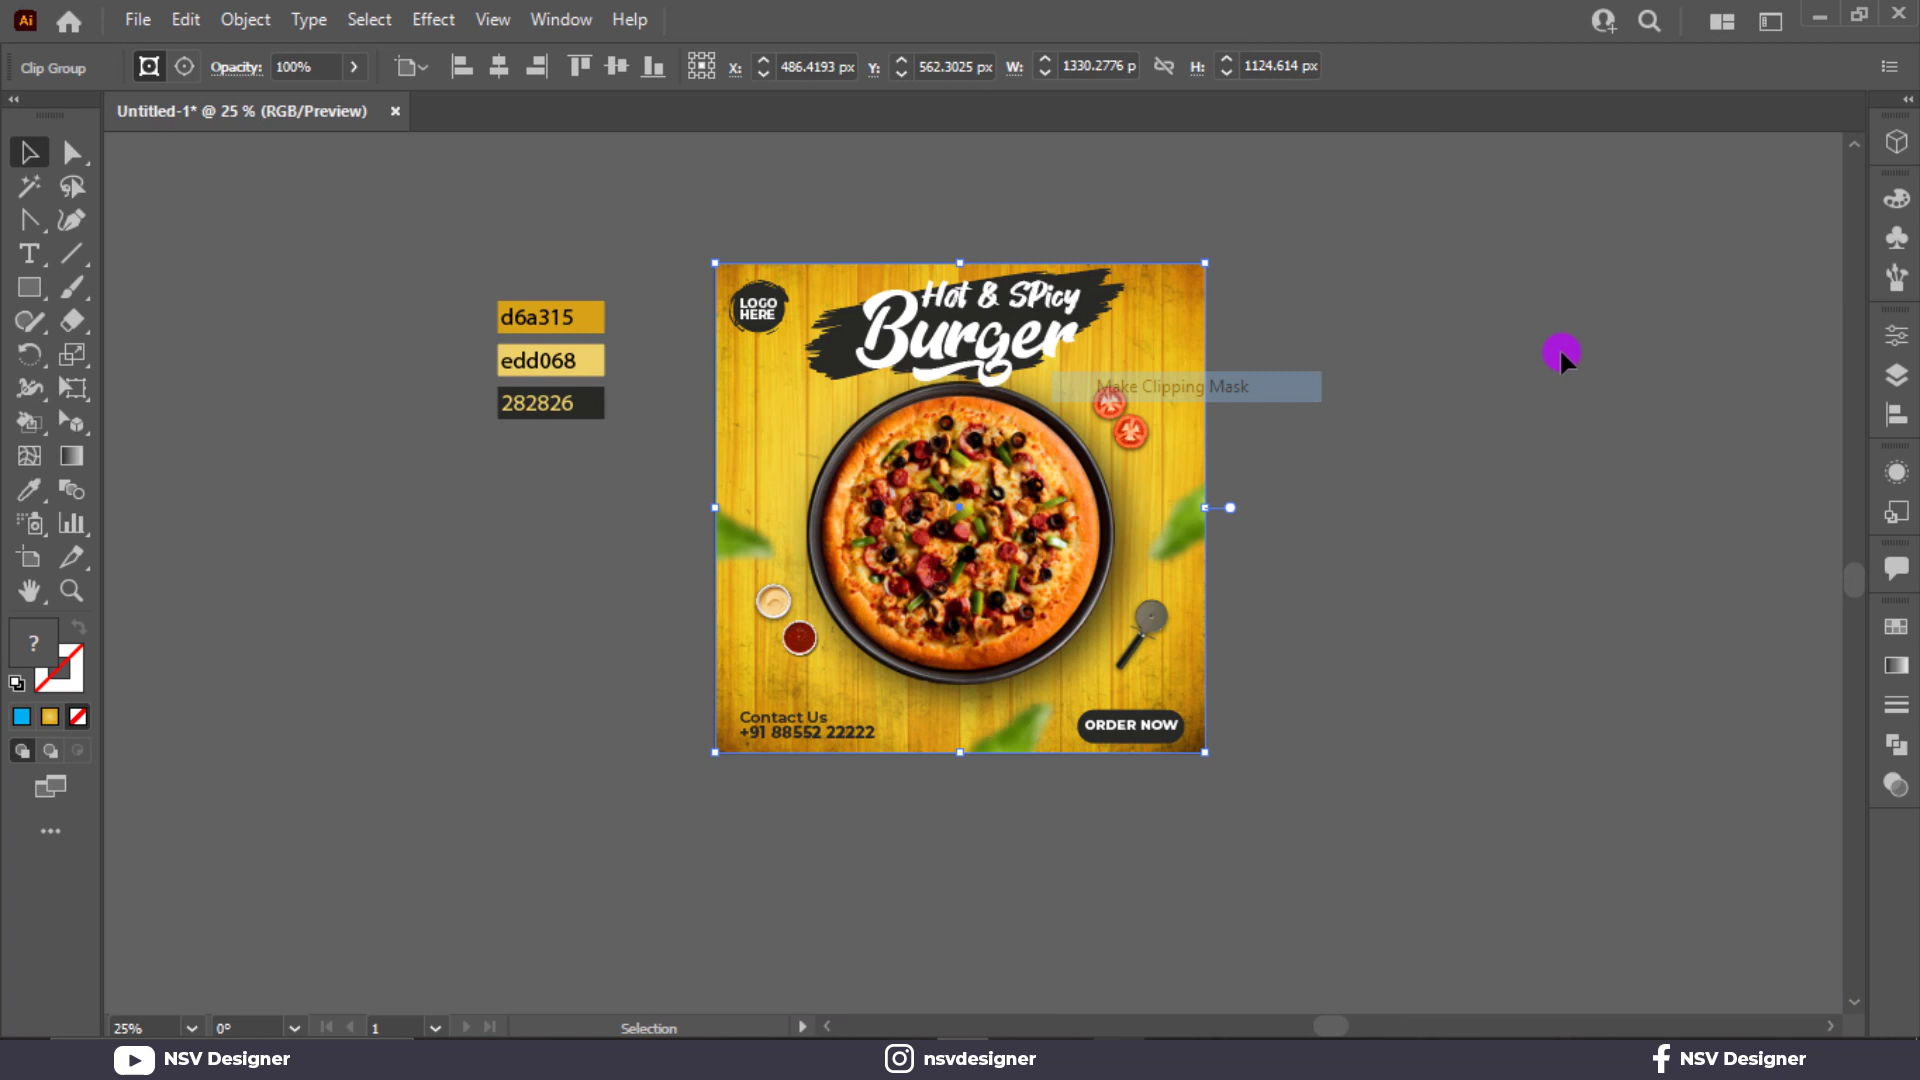 Ai
File Edit Object Type Select Effect View Window Help
Clip Group
Opacity: 100%
X: 486.4193 px Y: 562.3025 px W: 1330.2776 p H: 1124.614 px
Untitled-1* @ 25 % (RGB/Preview)
d6a315
edd068
282826
LOGO
HERE
Hot & SPicy
Burger
Make Clipping Mask
Contact Us
+91 88552 22222
ORDER NOW
?
25% 0° 1 Selection
NSV Designer nsvdesigner NSV Designer